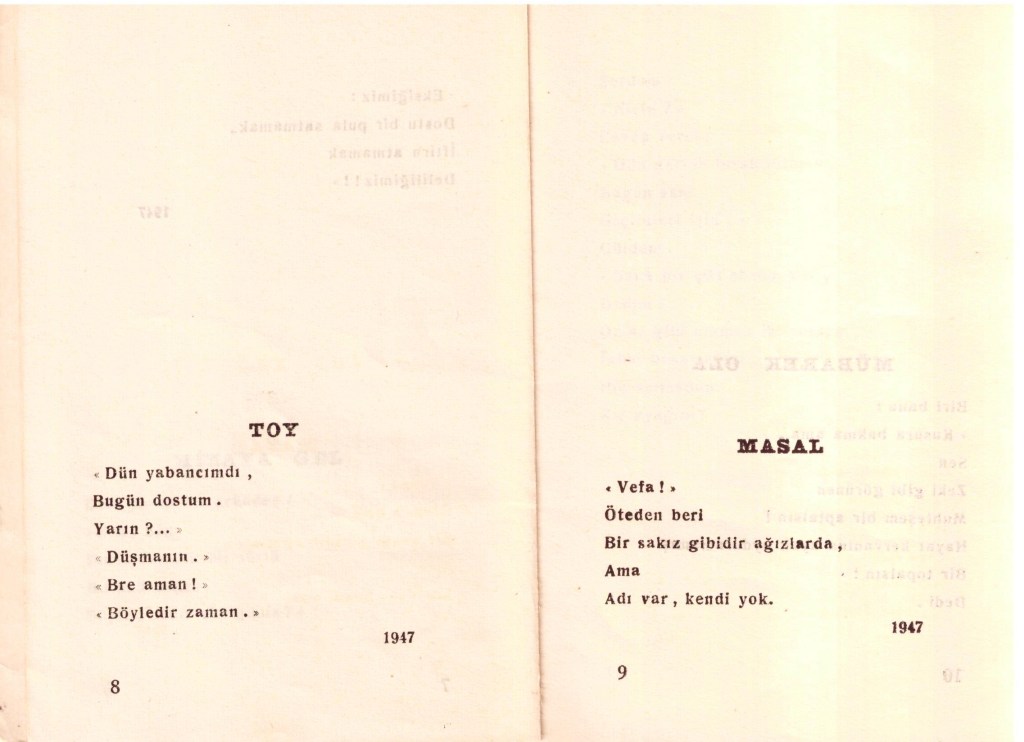 TOY
« Dün yabancımdı ,
Bugün dostum .
Yarın ?... »
« Düşmanın . »
« Bre aman ! »
« Böyledir zaman . »
1947
8
MASAL
« Vefa ! »
Öteden beri
Bir sakız gibidir ağızlarda ,
Ama
Adı var , kendi yok.
1947
9